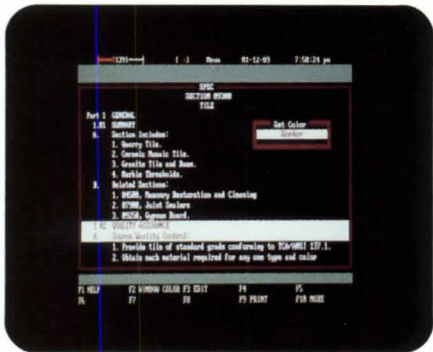 1391 [ -] Menu 01-12-89 7:58:24 pm
SPEC
SECTION 09300
TILE
Part 1 GENERAL
1.01 SUMMARY
A. Section Includes:
1. Quarry Tile.
2. Ceramic Mosaic Tile.
3. Granite Tile and Base.
4. Marble Thresholds.
B. Related Sections:
1. 04500, Masonry Restoration and Cleaning
2. 07900, Joint Sealers
3. 09250, Gypsum Board.
1.02 QUALITY ASSURANCE
A. Source Quality Control:
1. Provide tile of standard grade conforming to TCA/ANSI 137.1.
2. Obtain each material required for any one type and color
Set Color
Border
F1 HELP F2 WINDOW COLOR F3 EDIT F4 F5
F6 F7 F8 F9 PRINT F10 MORE